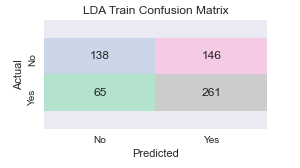 LDA Train Confusion Matrix
Actual
No
138
146
Yes
65
261
No
Yes
Predicted